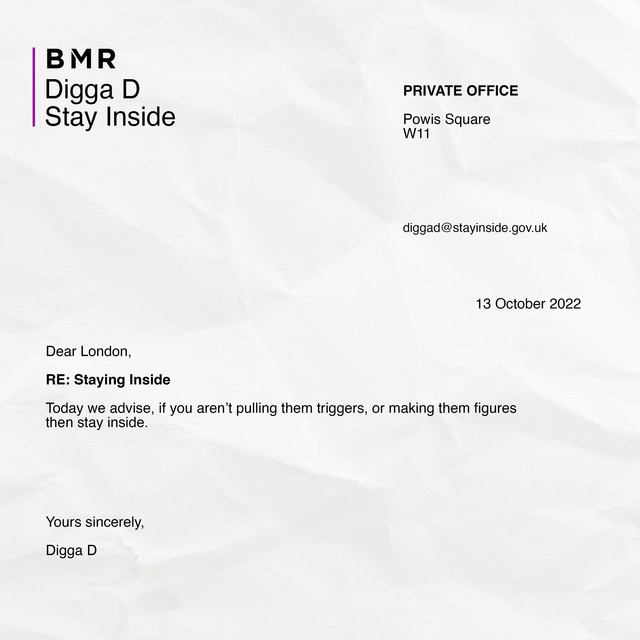 BMR
Digga D
Stay Inside
PRIVATE OFFICE
Powis Square
W11
diggad@stayinside.gov.uk
13 October 2022
Dear London,
RE: Staying Inside
Today we advise, if you aren’t pulling them triggers, or making them figures
then stay inside.
Yours sincerely,
Digga D